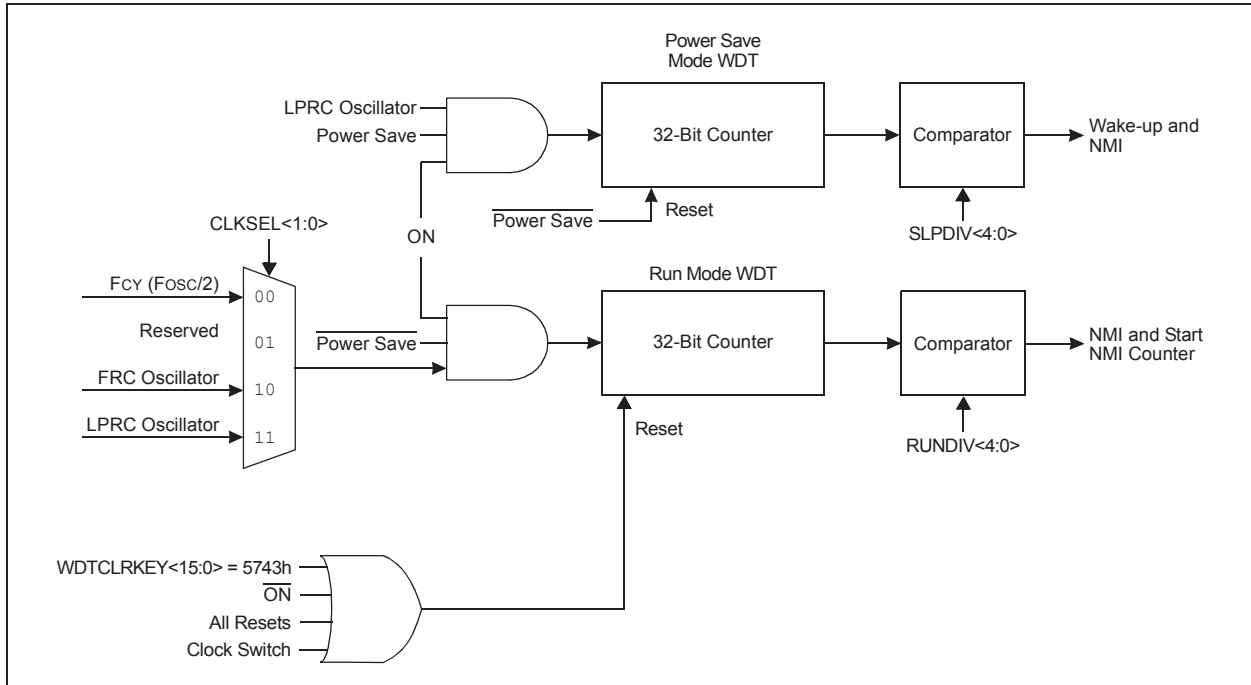 Power Save
Mode WDT
LPRC Oscillator
Power Save
32-Bit Counter
Comparator
Wake-up and
NMI
Power Save
Reset
SLPDIV<4:0>
CLKSEL<1:0>
ON
Run Mode WDT
FCY (FOSC/2)
00
Reserved
01
Power Save
32-Bit Counter
Comparator
NMI and Start
NMI Counter
FRC Oscillator
10
LPRC Oscillator
11
Reset
RUNDIV<4:0>
WDTCLRKEY<15:0> = 5743h
ON
All Resets
Clock Switch